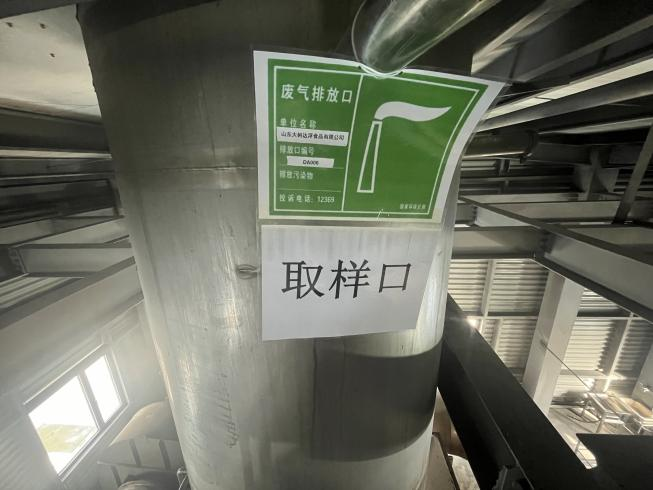 废气排放口
单位名称
山东大树达孚食品有限公司
排放口编号
DA006
排放污染物
投诉电话：12369
国家环保总局
取样口